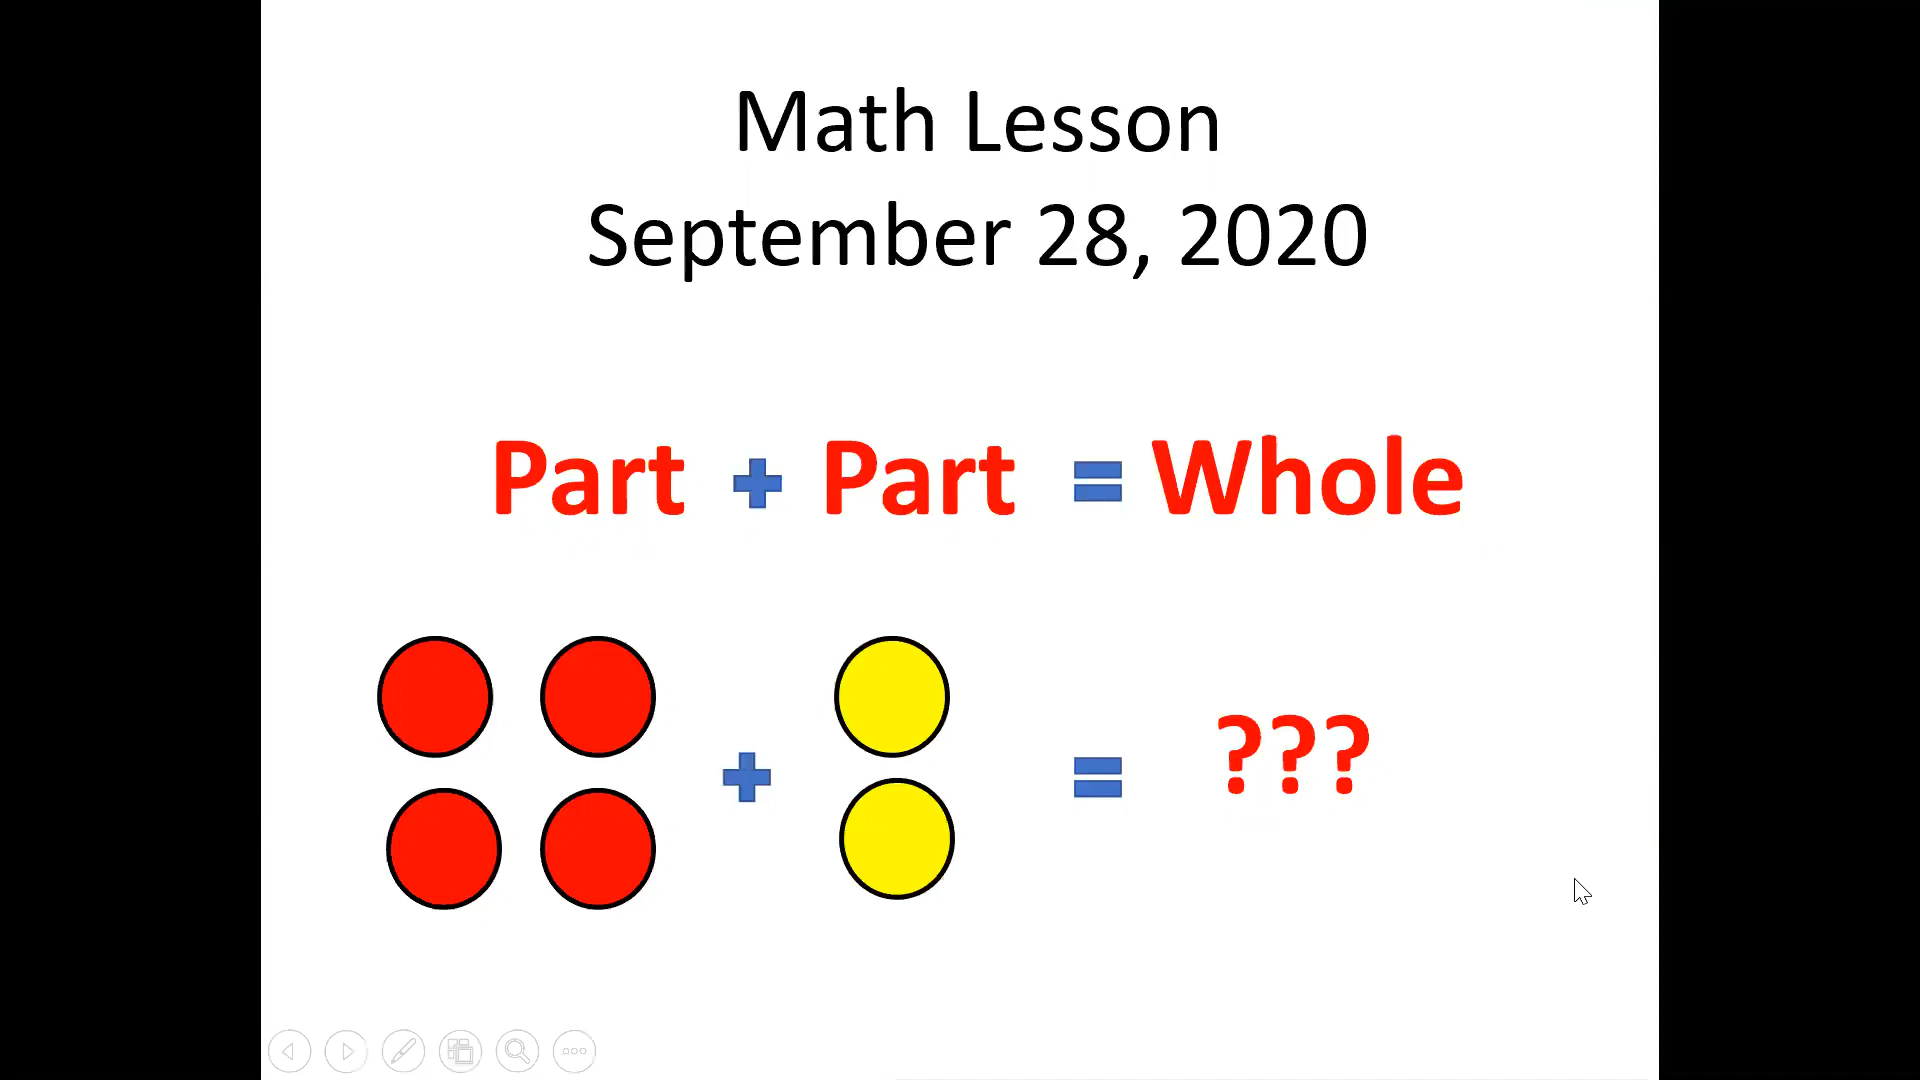 Math Lesson
September 28, 2020
Part + Part = Whole
+ = ???